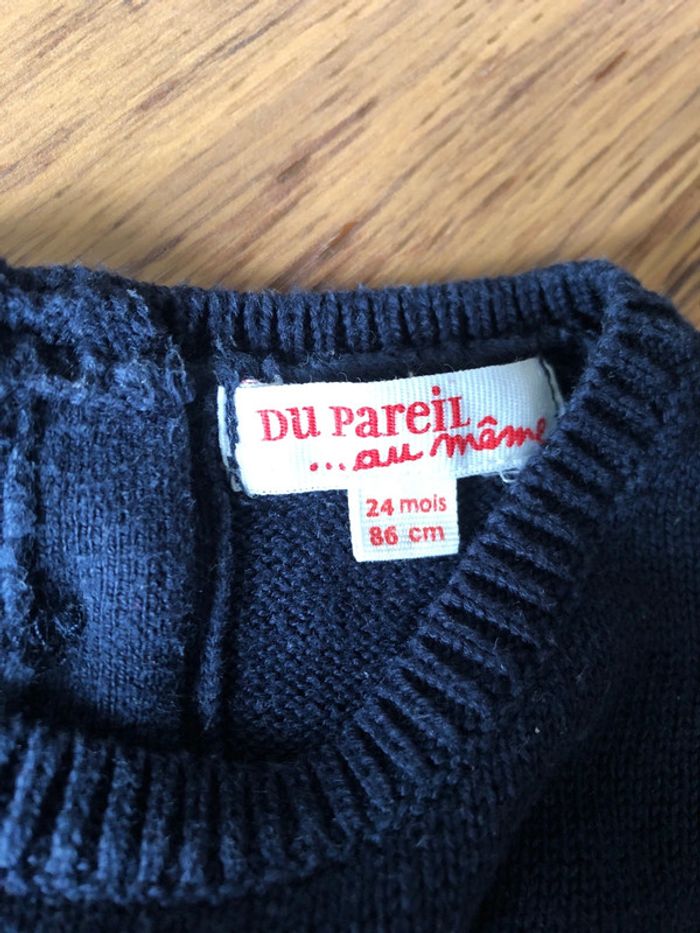 Du Pareil
...au même
24 mois
86 cm